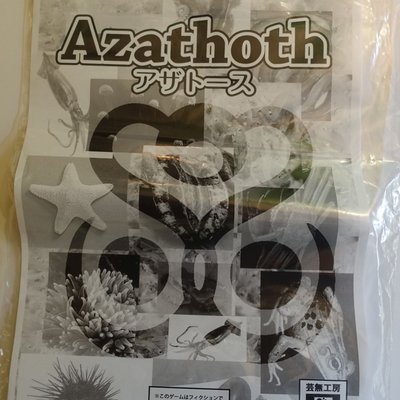 Azathoth
アザトース
※このゲームはフィクションで
芸無工房